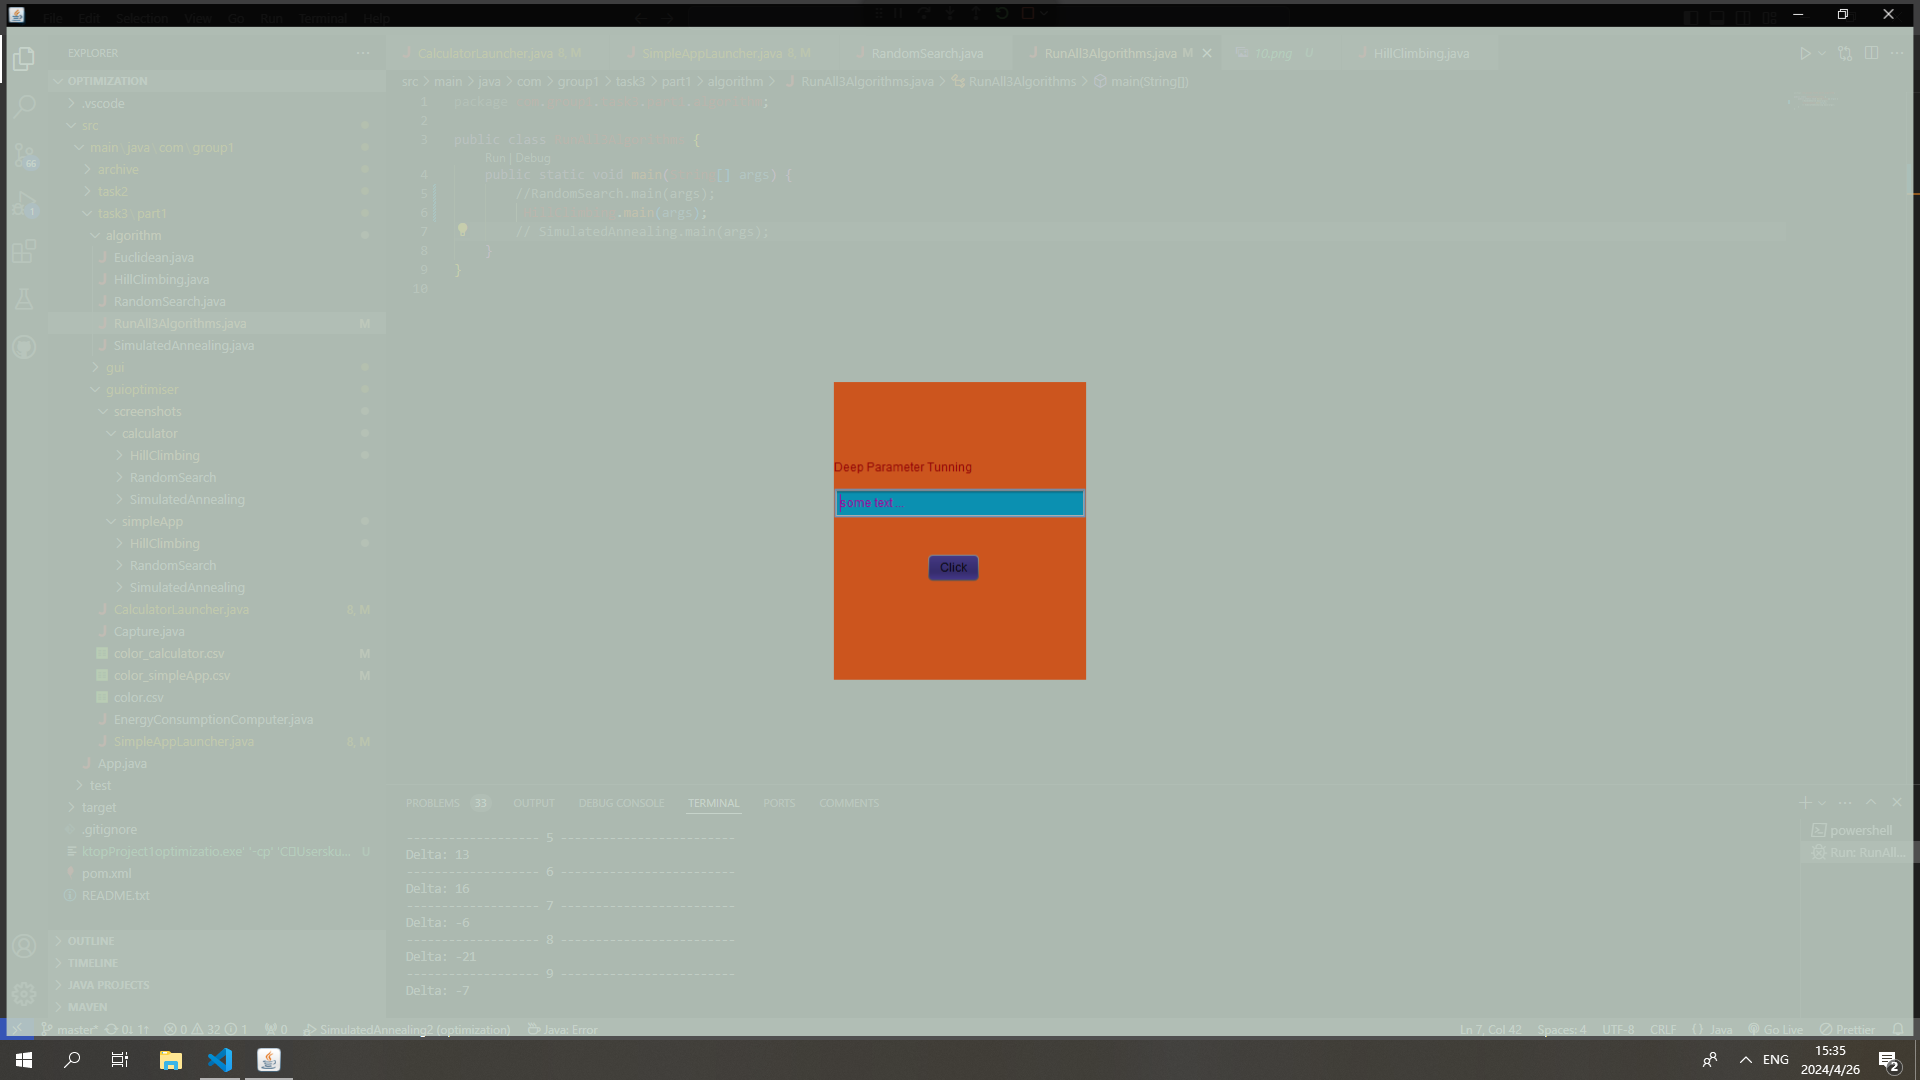 File Edit Selection View Go Run Terminal Help
EXPLORER
OPTIMIZATION
.vscode
src
main \ java \ com \ group1
archive
task2
task3 \ part1
algorithm
Euclidean.java
HillClimbing.java
RandomSearch.java
RunAll3Algorithms.java M
SimulatedAnnealing.java
gui
guioptimiser
screenshots
calculator
HillClimbing
RandomSearch
SimulatedAnnealing
simpleApp
HillClimbing
RandomSearch
SimulatedAnnealing
CalculatorLauncher.java 8, M
Capture.java
color_calculator.csv M
color_simpleApp.csv M
color.csv
EnergyConsumptionComputer.java
SimpleAppLauncher.java 8, M
App.java
test
target
.gitignore
ktopProject1optimizatio.exe' '-cp' 'C Usersku... U
pom.xml
README.txt
OUTLINE
TIMELINE
JAVA PROJECTS
MAVEN
66
1
CalculatorLauncher.java 8, M SimpleAppLauncher.java 8, M RandomSearch.java RunAll3Algorithms.java M 10.png U HillClimbing.java
src > main > java > com > group1 > task3 > part1 > algorithm > RunAll3Algorithms.java > RunAll3Algorithms > main(String[])
1 package ;
2
3 public class {
Run | Debug
4 public static void main( [] args) {
5 //RandomSearch.main(args);
6 .main(args);
7 // SimulatedAnnealing.main(args);
8 }
9 }
10
Deep Parameter Tunning
some text ...
Click
PROBLEMS 33 OUTPUT DEBUG CONSOLE TERMINAL PORTS COMMENTS
------------------- 5 -------------------------
Delta: 13
------------------- 6 -------------------------
Delta: 16
------------------- 7 -------------------------
Delta: -6
------------------- 8 -------------------------
Delta: -21
------------------- 9 -------------------------
Delta: -7
powershell
Run: RunAll...
master* 0↓ 1↑ 0 32 1 0 SimulatedAnnealing2 (optimization) Java: Error
Ln 7, Col 42 Spaces: 4 UTF-8 CRLF {} Java Go Live Prettier
ENG
15:35
2024/4/26
2